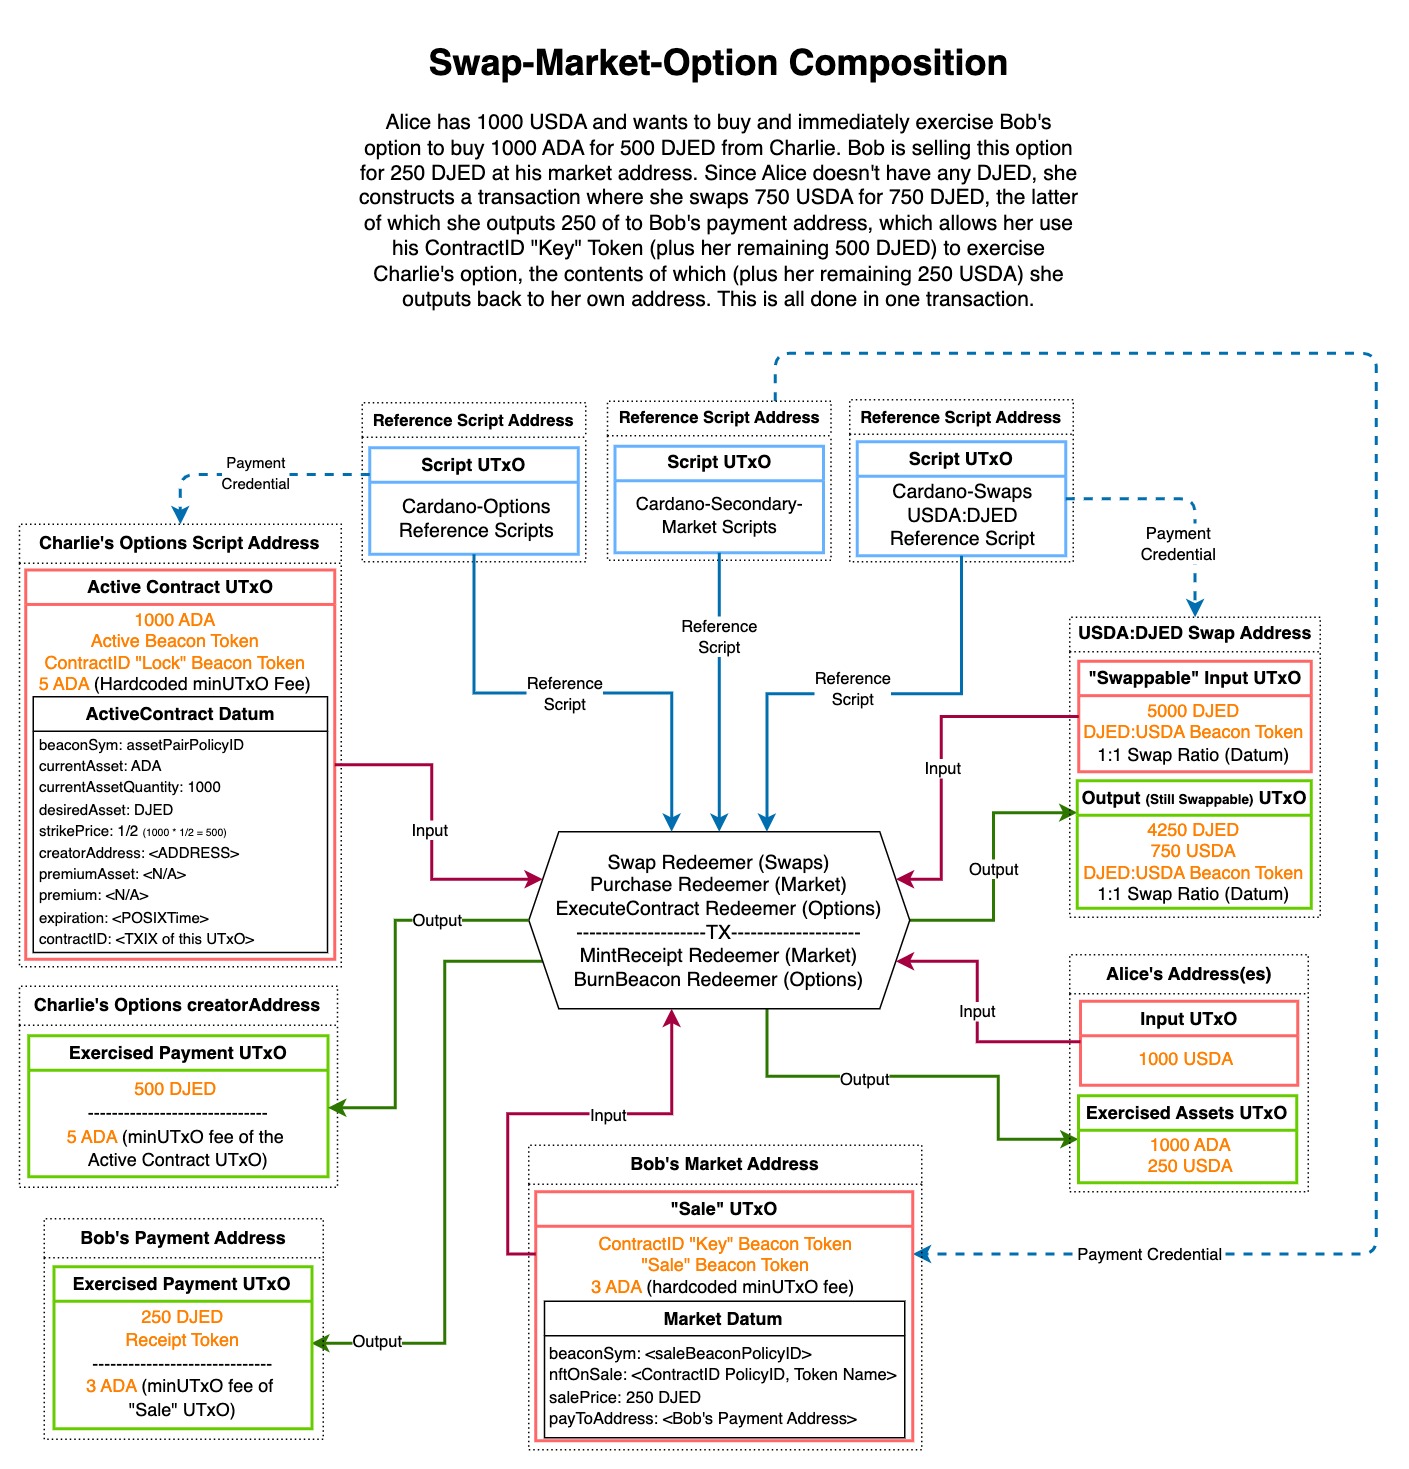 Swap-Market-Option Composition
Alice has 1000 USDA and wants to buy and immediately exercise Bob's
option to buy 1000 ADA for 500 DJED from Charlie. Bob is selling this option
for 250 DJED at his market address. Since Alice doesn't have any DJED, she
constructs a transaction where she swaps 750 USDA for 750 DJED, the latter
of which she outputs 250 of to Bob's payment address, which allows her use
his ContractID "Key" Token (plus her remaining 500 DJED) to exercise
Charlie's option, the contents of which (plus her remaining 250 USDA) she
outputs back to her own address. This is all done in one transaction.
Reference Script Address
Script UTxO
Cardano-Options
Reference Scripts
Reference Script Address
Script UTxO
Cardano-Secondary-
Market Scripts
Reference Script Address
Script UTxO
Cardano-Swaps
USDA:DJED
Reference Script
Payment
Credential
Payment
Credential
Reference
Script
Reference
Script
Reference
Script
Charlie's Options Script Address
Active Contract UTxO
1000 ADA
Active Beacon Token
ContractID "Lock" Beacon Token
5 ADA (Hardcoded minUTxO Fee)
ActiveContract Datum
beaconSym: assetPairPolicyID
currentAsset: ADA
currentAssetQuantity: 1000
desiredAsset: DJED
strikePrice: 1/2 (1000 * 1/2 = 500)
creatorAddress: <ADDRESS>
premiumAsset: <N/A>
premium: <N/A>
expiration: <POSIXTime>
contractID: <TXIX of this UTxO>
Input
Output
USDA:DJED Swap Address
"Swappable" Input UTxO
5000 DJED
DJED:USDA Beacon Token
1:1 Swap Ratio (Datum)
Output (Still Swappable) UTxO
4250 DJED
750 USDA
DJED:USDA Beacon Token
1:1 Swap Ratio (Datum)
Input
Output
Swap Redeemer (Swaps)
Purchase Redeemer (Market)
ExecuteContract Redeemer (Options)
---------------------TX---------------------
MintReceipt Redeemer (Market)
BurnBeacon Redeemer (Options)
Alice's Address(es)
Input UTxO
1000 USDA
Exercised Assets UTxO
1000 ADA
250 USDA
Input
Output
Charlie's Options creatorAddress
Exercised Payment UTxO
500 DJED
------------------------------
5 ADA (minUTxO fee of the
Active Contract UTxO)
Input
Bob's Payment Address
Exercised Payment UTxO
250 DJED
Receipt Token
------------------------------
3 ADA (minUTxO fee of
"Sale" UTxO)
Output
Bob's Market Address
"Sale" UTxO
ContractID "Key" Beacon Token
"Sale" Beacon Token
3 ADA (hardcoded minUTxO fee)
Market Datum
beaconSym: <saleBeaconPolicyID>
nftOnSale: <ContractID PolicyID, Token Name>
salePrice: 250 DJED
payToAddress: <Bob's Payment Address>
Payment Credential